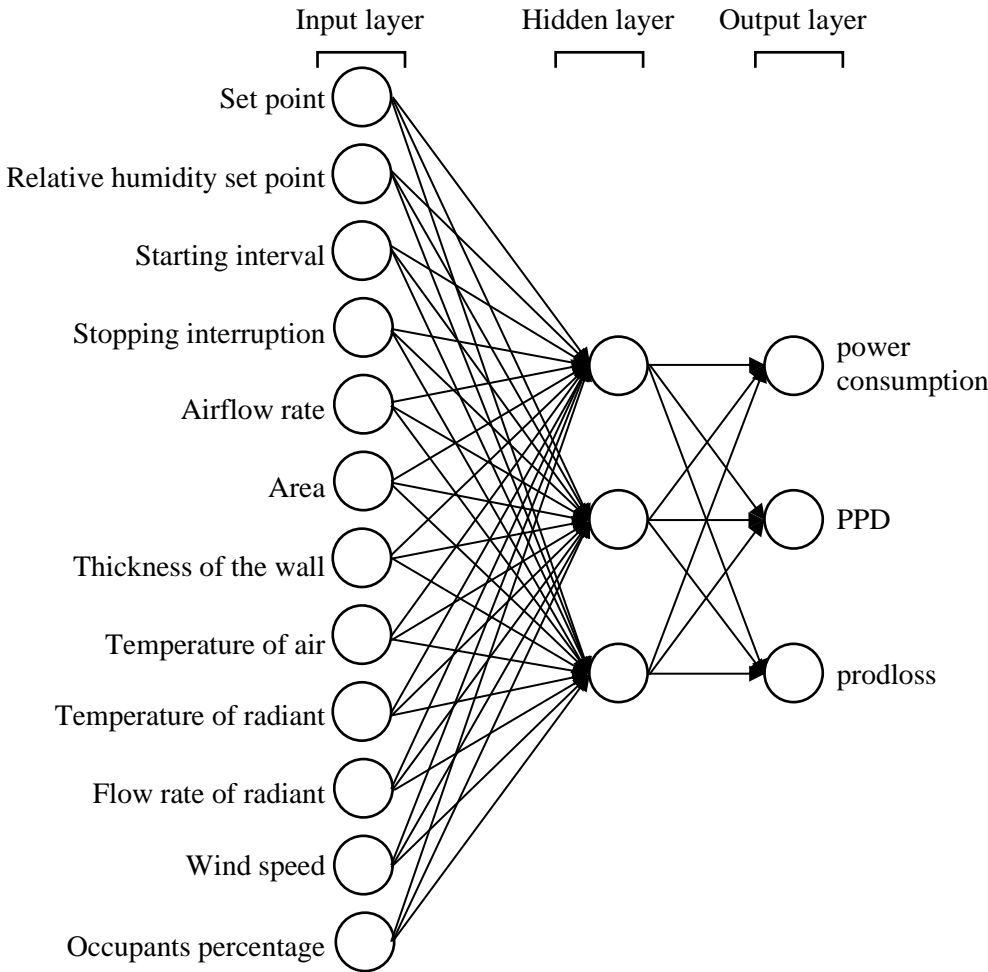 Input layer
Hidden layer
Output layer
Set point
Relative humidity set point
Starting interval
Stopping interruption
Airflow rate
Area
Thickness of the wall
Temperature of air
Temperature of radiant
Flow rate of radiant
Wind speed
Occupants percentage
power
consumption
PPD
prodloss